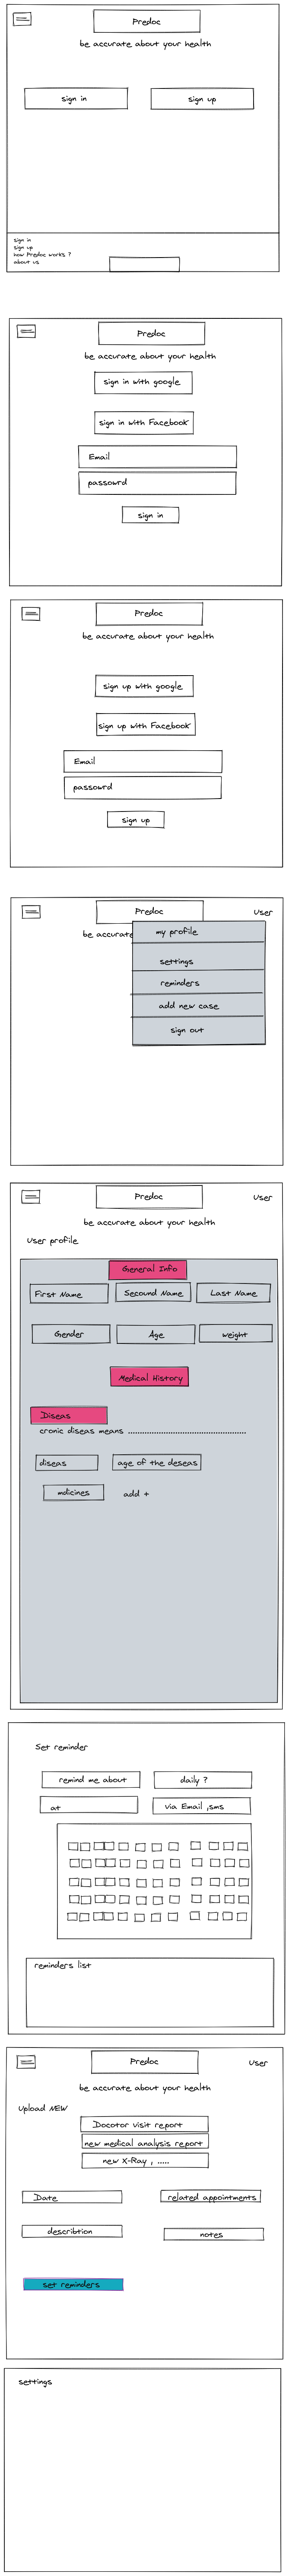 Predoc
be accurate about your health
sign in
sign up
sign in
sign up
how Predoc works ?
about us
Predoc
be accurate about your health
sign in with google
sign in with Facebook
Email
passowrd
sign in
Predoc
be accurate about your health
sign up with google
sign up with Facebook
Email
passowrd
sign up
Predoc
User
be accurate
my profile
settings
reminders
add new case
sign out
Predoc
User
be accurate about your health
User profile
General Info
First Name
Secound Name
Last Name
Gender
Age
weight
Medical History
Diseas
cronic diseas means ..........................................................
diseas
age of the deseas
mdicines
add +
Set reminder
remind me about
daily ?
at
via Email ,sms
reminders list
Predoc
User
be accurate about your health
Upload NEW
Docotor visit report
new medical analysis report
new X-Ray , .....
Date
related appointments
describtion
notes
set reminders
settings